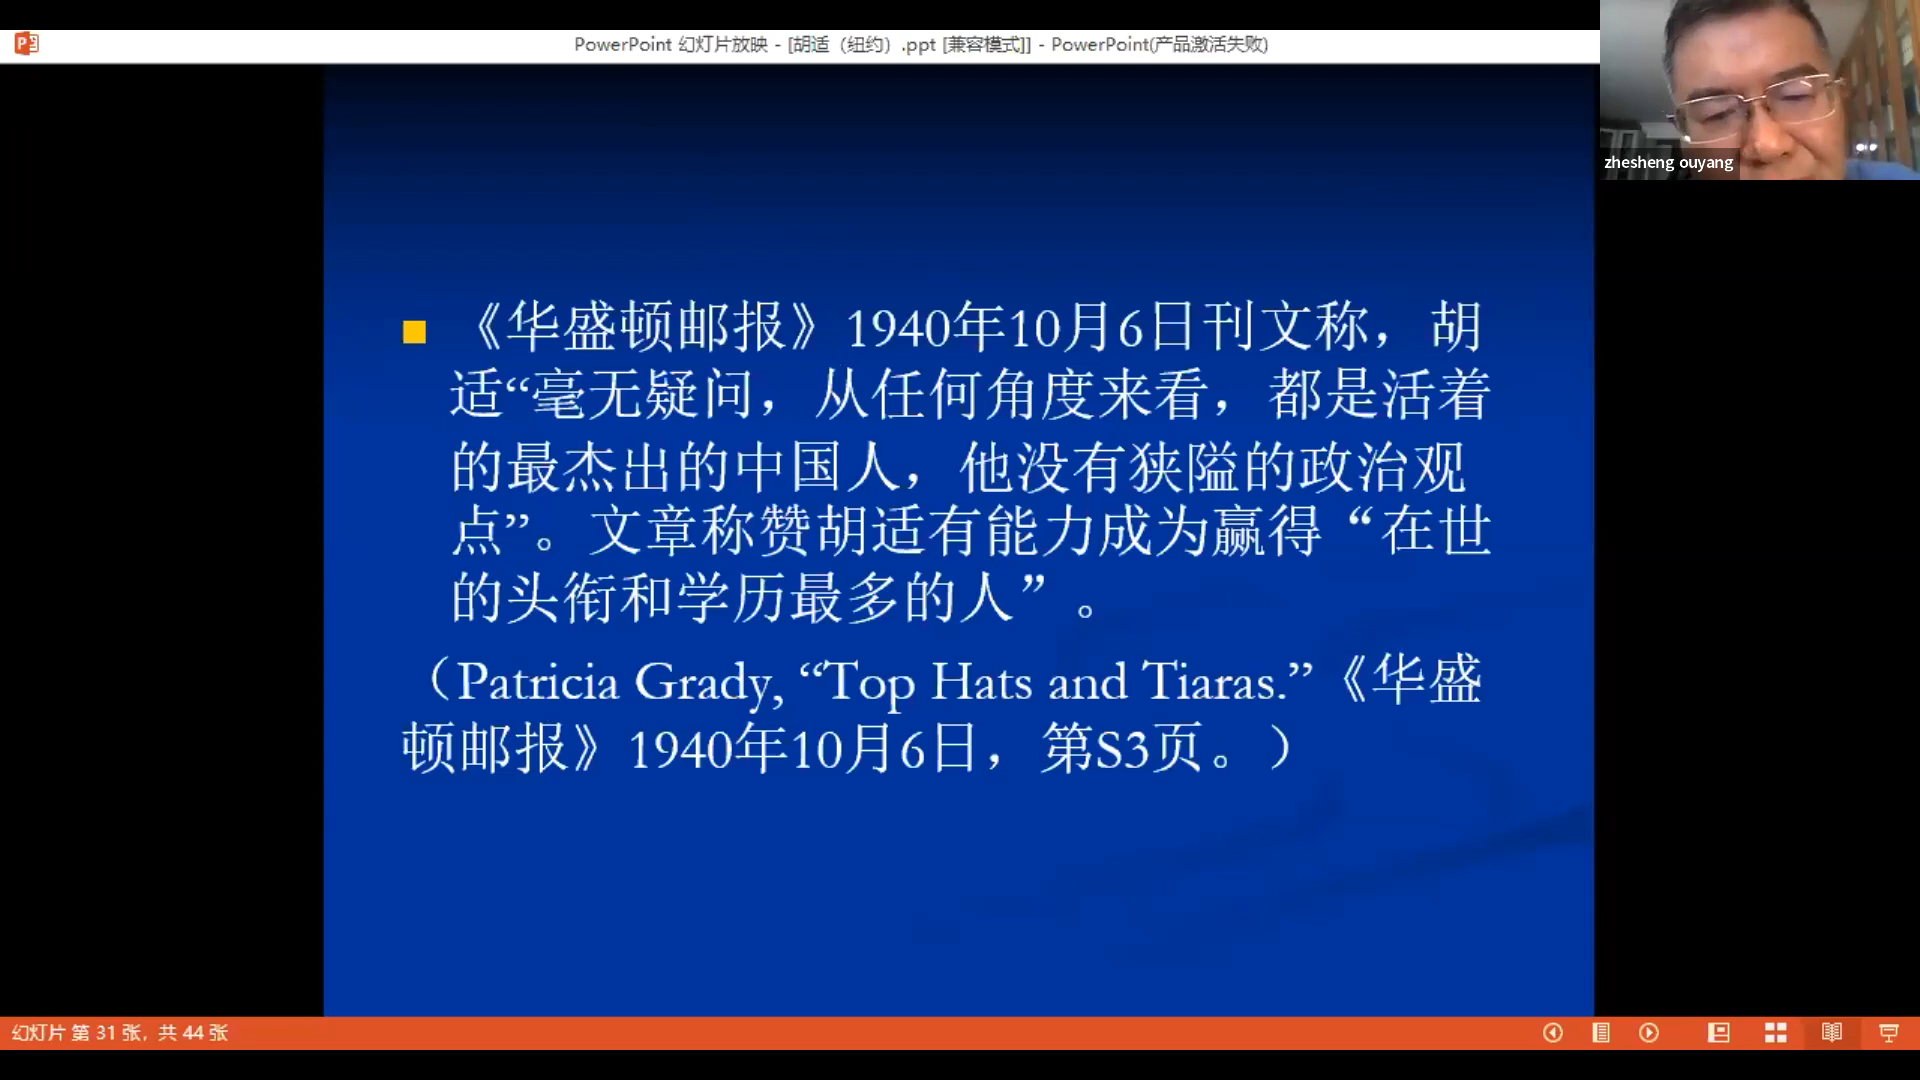 PowerPoint 幻灯片放映 - [胡适（纽约）.ppt [兼容模式]] - PowerPoint(产品激活失败)
zhesheng ouyang
《华盛顿邮报》1940年10月6日刊文称，胡
适“毫无疑问，从任何角度来看，都是活着
的最杰出的中国人，他没有狭隘的政治观
点”。文章称赞胡适有能力成为赢得“在世
的头衔和学历最多的人”。
（Patricia Grady, “Top Hats and Tiaras.”《华盛
顿邮报》1940年10月6日，第S3页。）
幻灯片 第 31 张，共 44 张